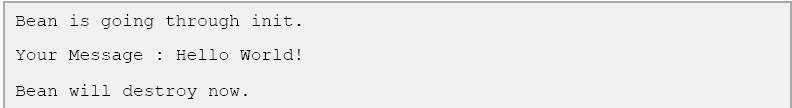 Bean is going through init.
Your Message : Hello World!
Bean will destroy now.